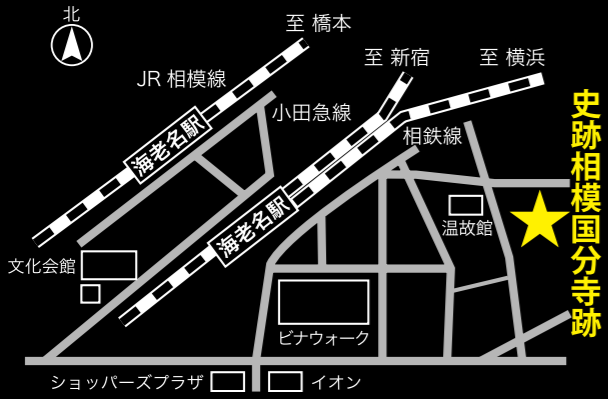 北
至 橋本
至 新宿
至 横浜
JR 相模線
小田急線
相鉄線
海老名駅
海老名駅
史跡相模国分寺跡
温故館
文化会館
ビナウォーク
ショッパーズプラザ
イオン